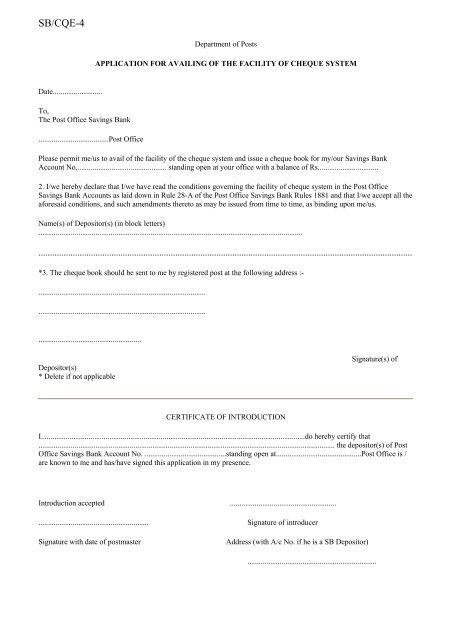 SB/CQE-4
Department of Posts
APPLICATION FOR AVAILING OF THE FACILITY OF CHEQUE SYSTEM
Date..........................
To,
The Post Office Savings Bank
.....................................Post Office
Please permit me/us to avail of the facility of the cheque system and issue a cheque book for my/our Savings Bank
Account No................................................ standing open at your office with a balance of Rs................................
2. I/we hereby declare that I/we have read the conditions governing the facility of cheque system in the Post Office
Savings Bank Accounts as laid down in Rule 28-A of the Post Office Savings Bank Rules 1881 and that I/we accept all the
aforesaid conditions, and such amendments thereto as may be issued from time to time, as binding upon me/us.
Name(s) of Depositor(s) (in block letters)
...........................................................................................................................................
....................................................................................................................................................................
*3. The cheque book should be sent to me by registered post at the following address :-
........................................................................................
........................................................................................
......................................................
Signature(s) of
Depositor(s)
* Delete if not applicable
CERTIFICATE OF INTRODUCTION
I...........................................................................................................................................do hereby certify that
............................................................................................................................................................ the depositor(s) of Post
Office Savings Bank Account No. ...........................................standing open at.............................................Post Office is /
are known to me and has/have signed this application in my presence.
Introduction accepted ........................................................
.......................................................... Signature of introducer
Signature with date of postmaster Address (with A/c No. if he is a SB Depositor)
....................................................................